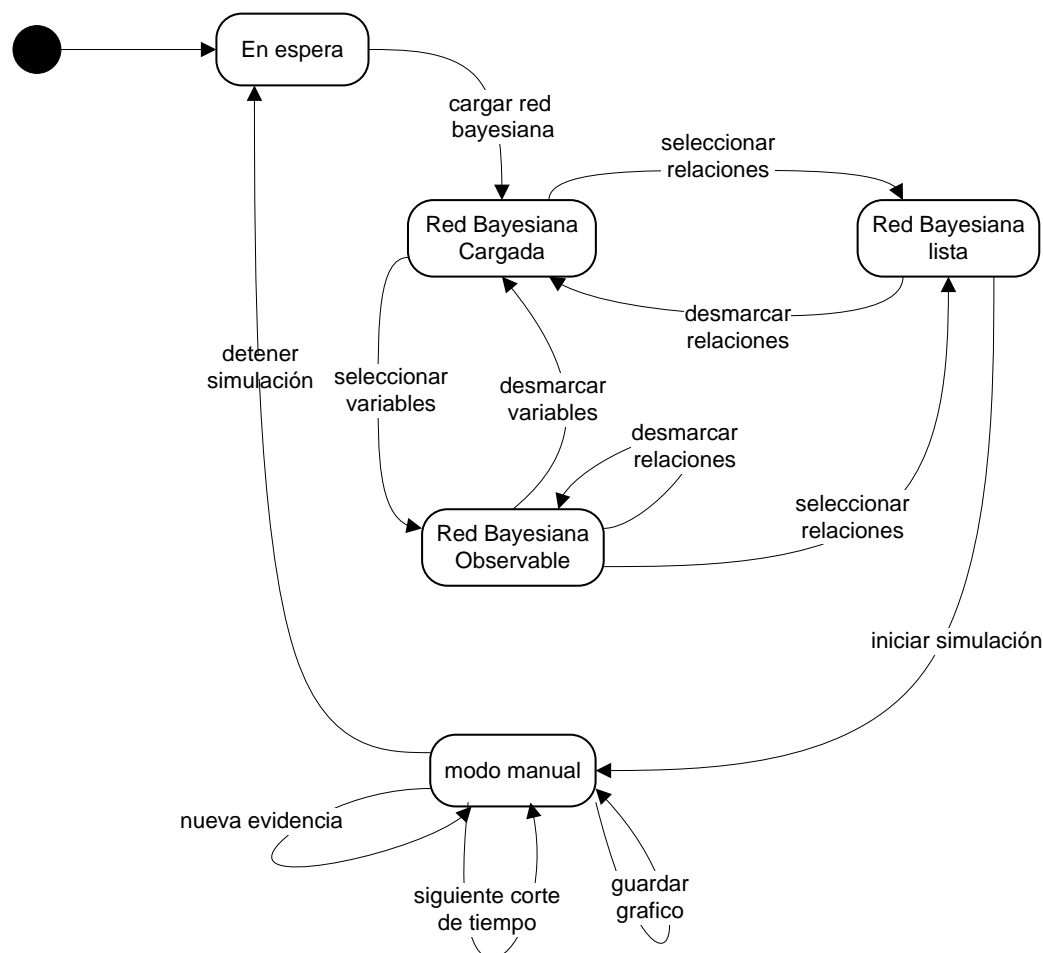 En espera
cargar red
bayesiana
seleccionar
relaciones
Red Bayesiana
Cargada
Red Bayesiana
lista
desmarcar
relaciones
detener
simulación
seleccionar
variables
desmarcar
variables
desmarcar
relaciones
seleccionar
relaciones
Red Bayesiana
Observable
iniciar simulación
modo manual
nueva evidencia
siguiente corte
de tiempo
guardar
grafico